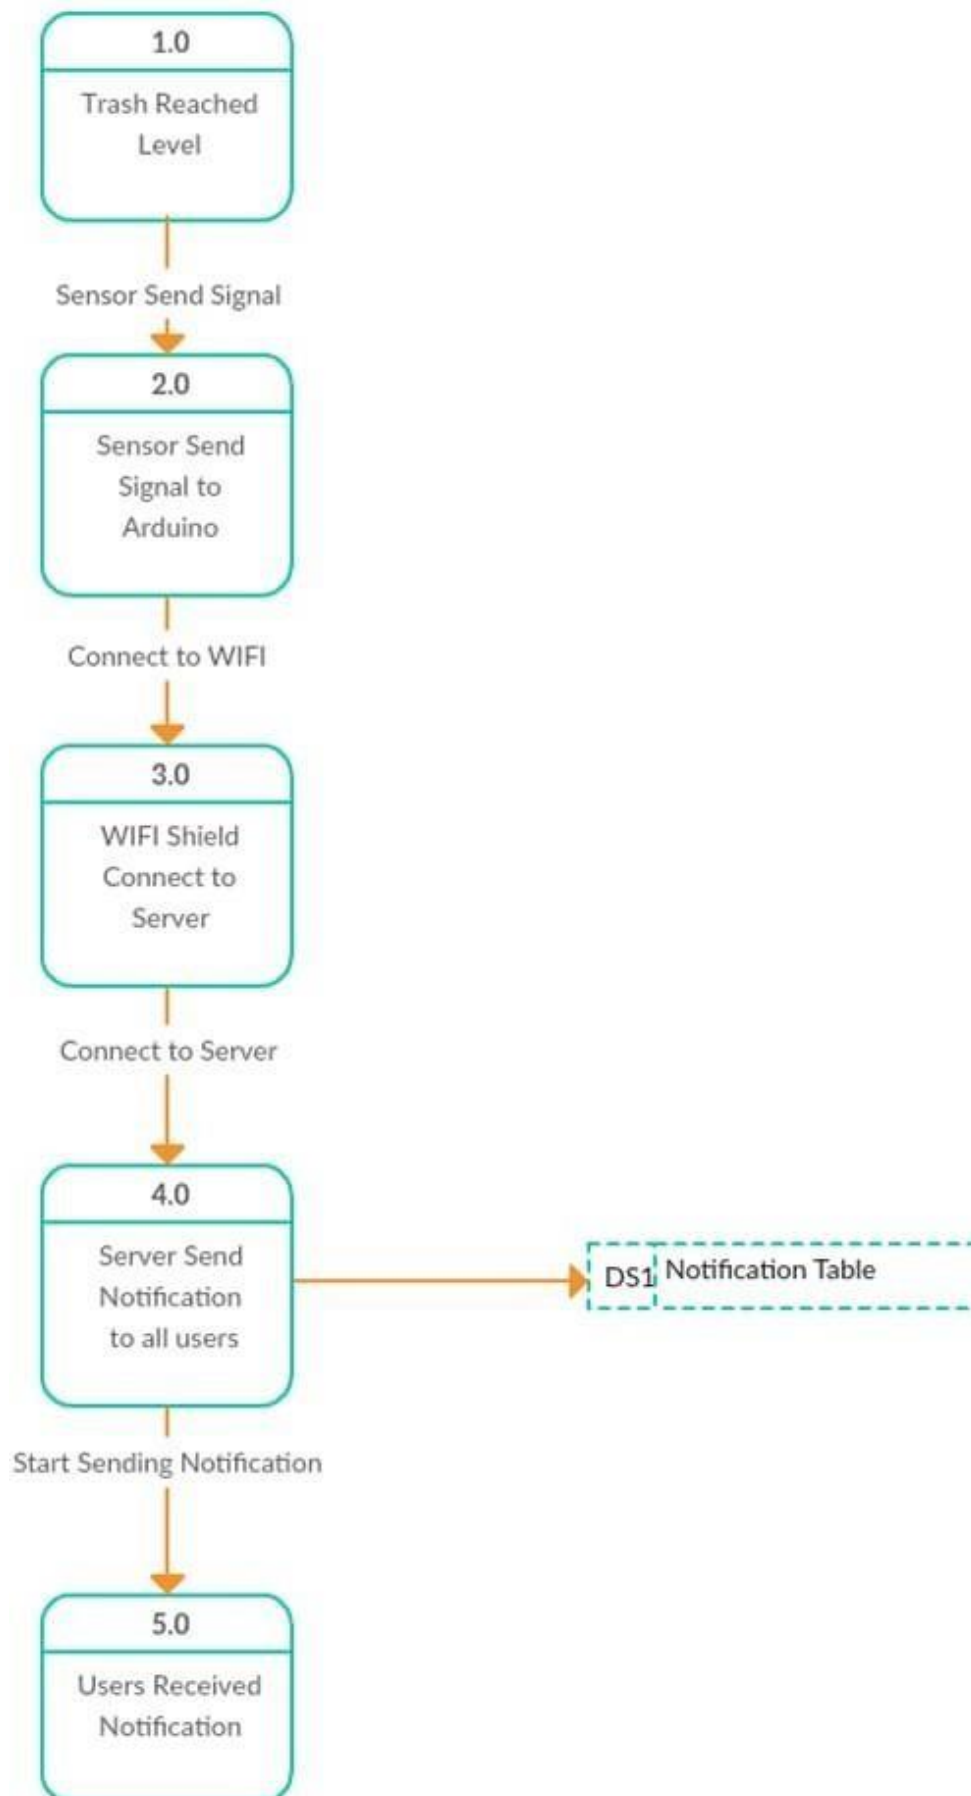 1.0
Trash Reached
Level
Sensor Send Signal
2.0
Sensor Send
Signal to
Arduino
Connect to WIFI
3.0
WIFI Shield
Connect to
Server
Connect to Server
4.0
Server Send
Notification
to all users
DS1 Notification Table
Start Sending Notification
5.0
Users Received
Notification